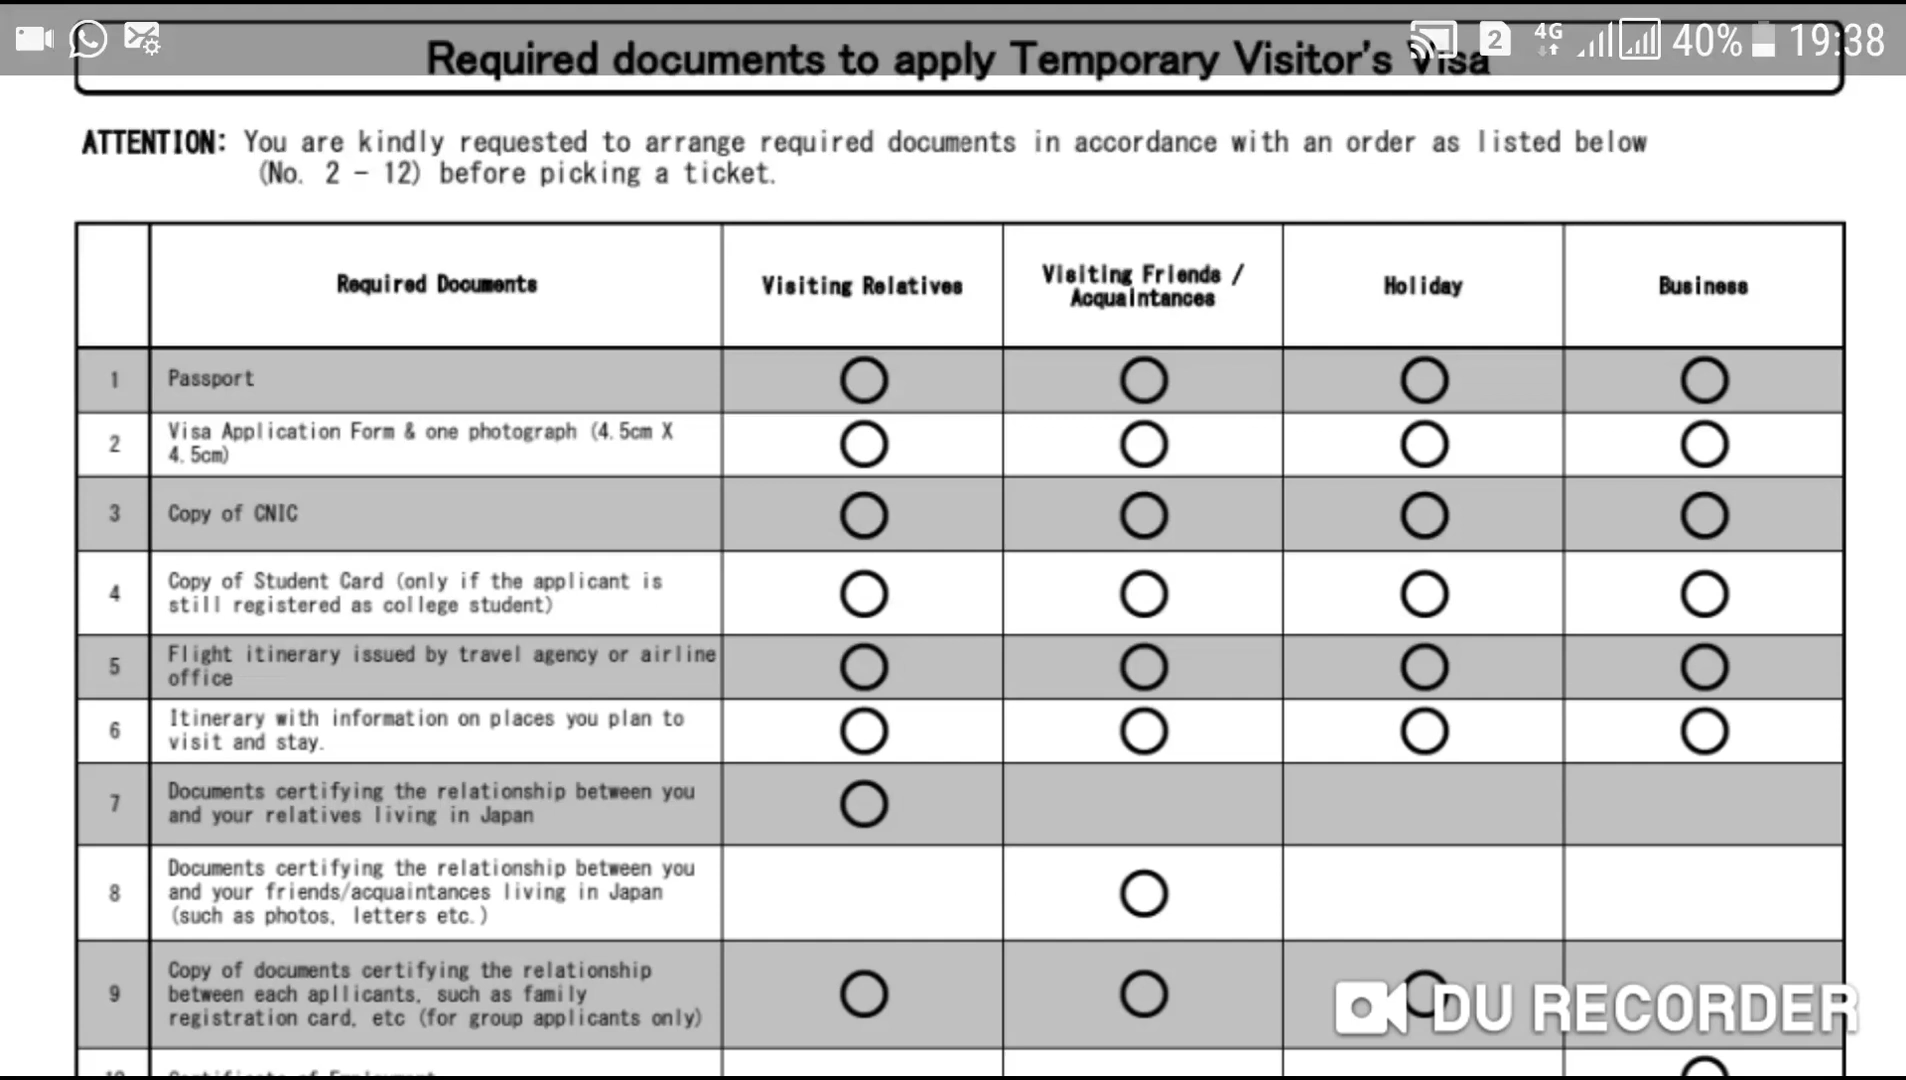 2 4G 40% 19:38
Required documents to apply Temporary Visitor's Visa
ATTENTION: You are kindly requested to arrange required documents in accordance with an order as listed below
(No. 2 - 12) before picking a ticket.
Required Documents
Visiting Relatives
Visiting Friends /
Acquaintances
Holiday
Business
1
Passport
2
Visa Application Form & one photograph (4.5cm X
4.5cm)
3
Copy of CNIC
4
Copy of Student Card (only if the applicant is
still registered as college student)
5
Flight itinerary issued by travel agency or airline
office
6
Itinerary with information on places you plan to
visit and stay.
7
Documents certifying the relationship between you
and your relatives living in Japan
8
Documents certifying the relationship between you
and your friends/acquaintances living in Japan
(such as photos, letters etc.)
9
Copy of documents certifying the relationship
between each apllicants, such as family
registration card, etc (for group applicants only)
DU RECORDER
10
Certificate of Employment